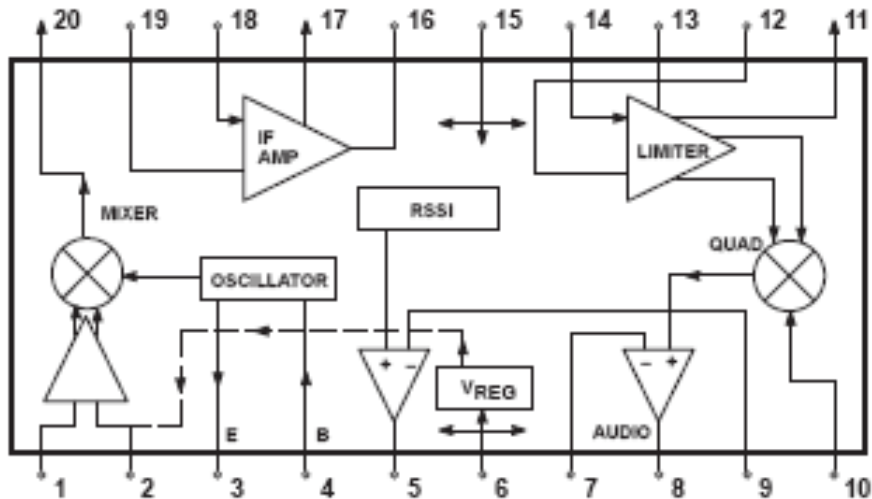 20 19 18 17 16 15 14 13 12 11
IF
AMP
LIMITER
RSSI
MIXER
QUAD
OSCILLATOR
+ −
− +
VREG
E B
AUDIO
1 2 3 4 5 6 7 8 9 10